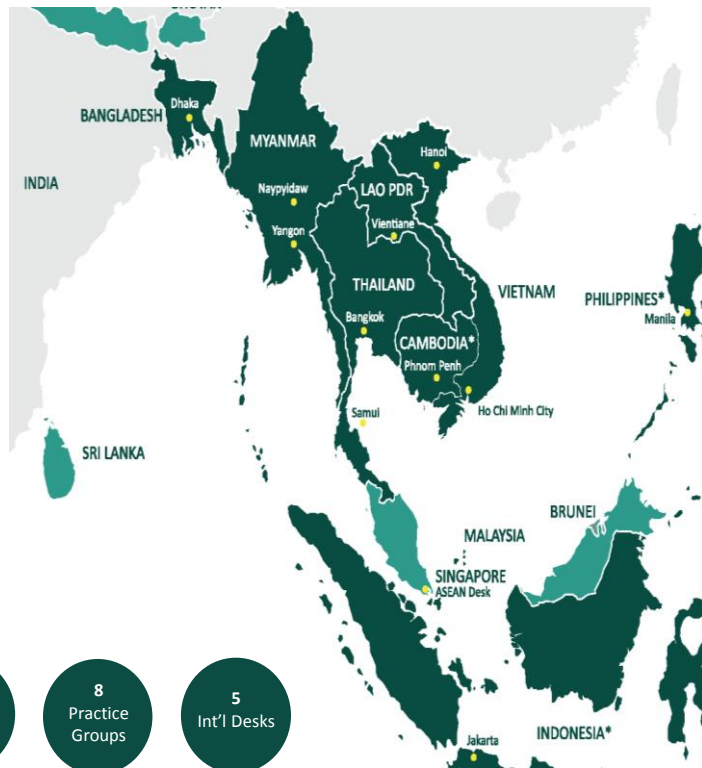 BHUTAN
Dhaka
BANGLADESH
MYANMAR
Hanoi
INDIA
Naypyidaw
LAO PDR
Yangon
Vientiane
THAILAND
VIETNAM
PHILIPPINES*
Manila
Bangkok
CAMBODIA*
Phnom Penh
Samui
Ho Chi Minh City
SRI LANKA
BRUNEI
MALAYSIA
SINGAPORE
ASEAN Desk
8
Practice
Groups
5
Int'l Desks
INDONESIA*
Jakarta